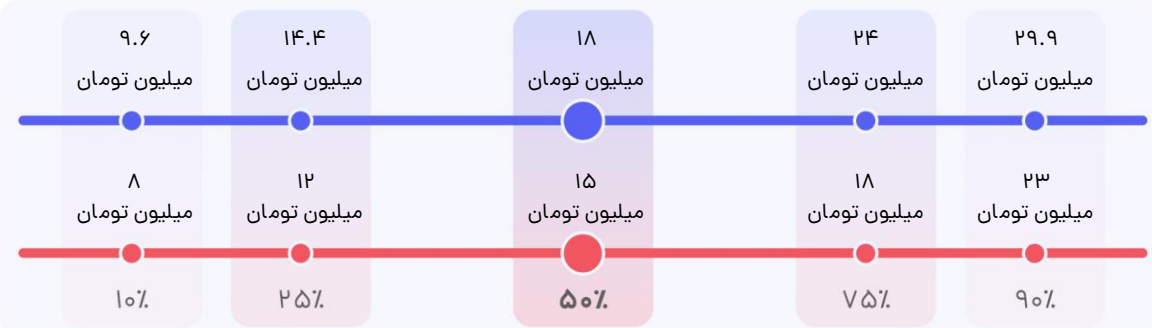 ۹.۶
میلیون تومان
۱۴.۴
میلیون تومان
۱۸
میلیون تومان
۲۴
میلیون تومان
۲۹.۹
میلیون تومان
۸
میلیون تومان
۱۲
میلیون تومان
۱۵
میلیون تومان
۱۸
میلیون تومان
۲۳
میلیون تومان
۱۰٪
۲۵٪
۵۰٪
۷۵٪
۹۰٪